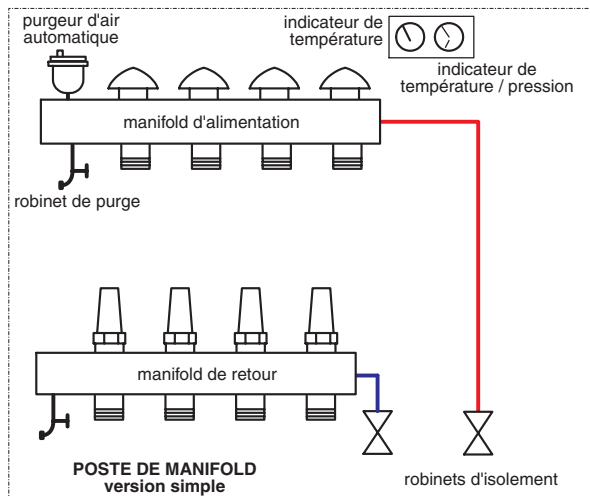 purgeur d'air
automatique
indicateur de
température
indicateur de
température / pression
manifold d'alimentation
robinet de purge
manifold de retour
POSTE DE MANIFOLD
version simple
robinets d'isolement